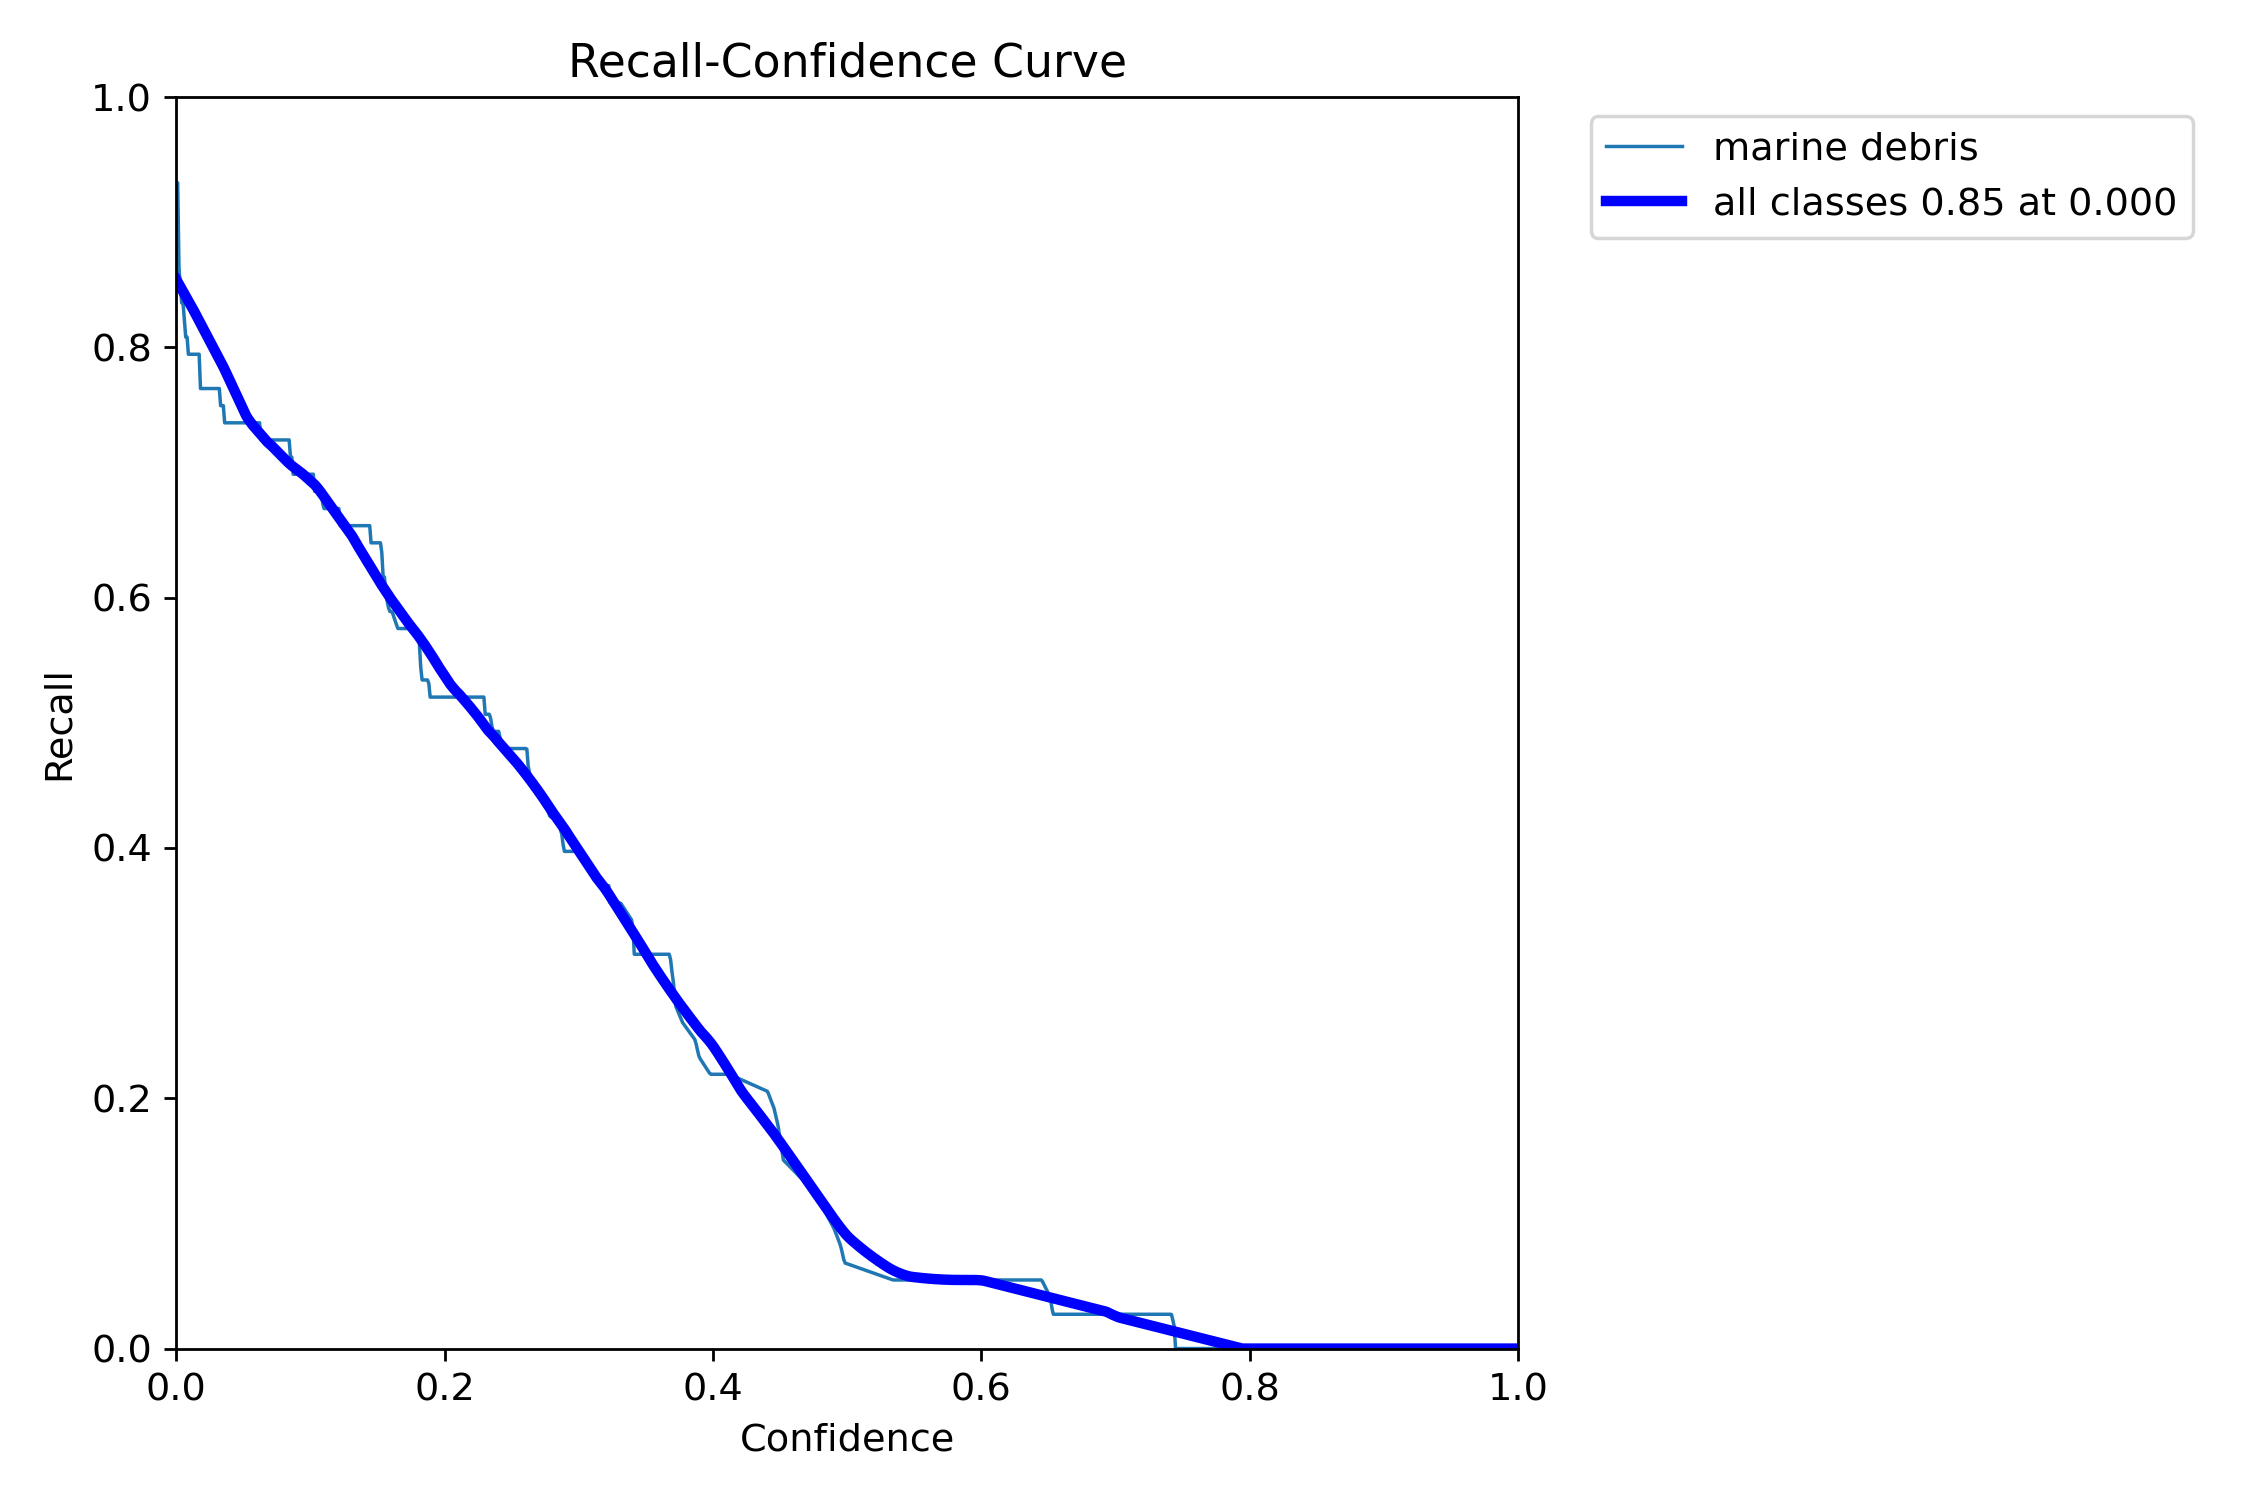 Recall-Confidence Curve
1.0
0.8
0.6
0.4
0.2
0.0
Recall
0.0 0.2 0.4 0.6 0.8 1.0
Confidence
marine debris
all classes 0.85 at 0.000